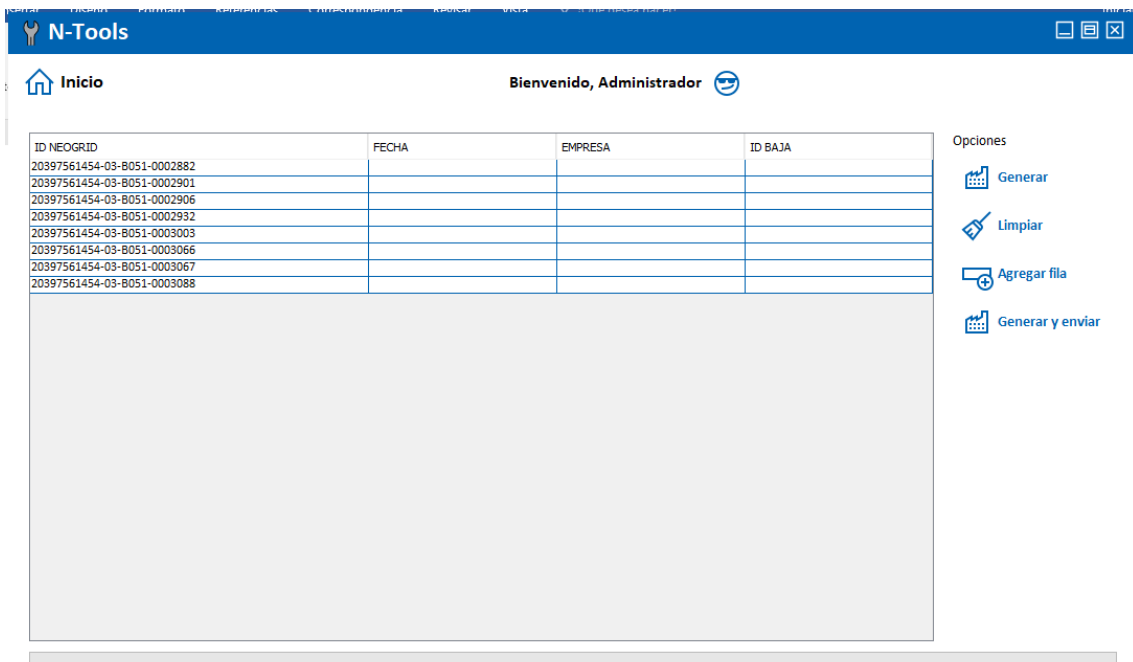 N-Tools
Inicio
Bienvenido, Administrador
ID NEOGRID FECHA EMPRESA ID BAJA
20397561454-03-B051-0002882
20397561454-03-B051-0002901
20397561454-03-B051-0002906
20397561454-03-B051-0002932
20397561454-03-B051-0003003
20397561454-03-B051-0003066
20397561454-03-B051-0003067
20397561454-03-B051-0003088
Opciones
Generar
Limpiar
Agregar fila
Generar y enviar